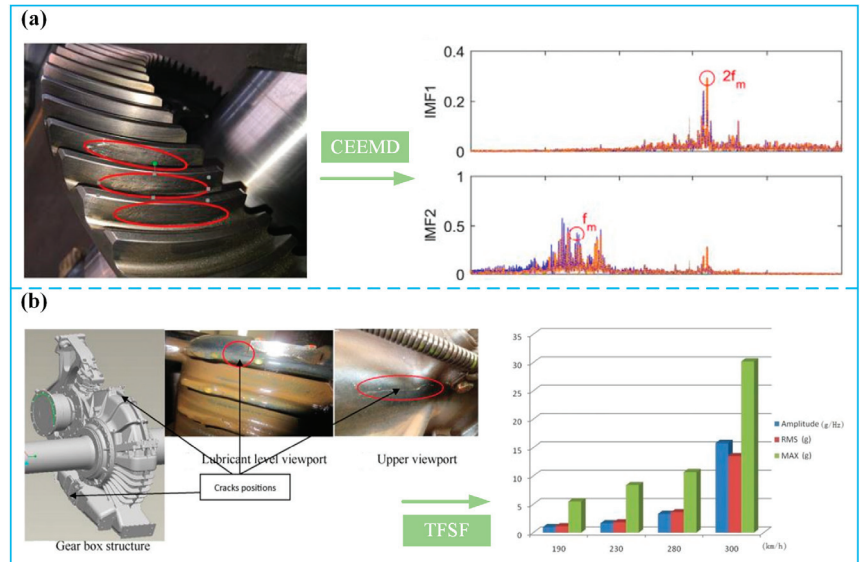 (a)
CEEMD
IMF1
0.4
0.2
0
2fm
IMF2
1
0.5
0
fm
(b)
Lubricant level viewport
Upper viewport
Cracks positions
Gear box structure
TFSF
35
30
25
20
15
10
5
0
190 230 280 300 (km/h)
Amplitude (g/Hz)
RMS (g)
MAX (g)